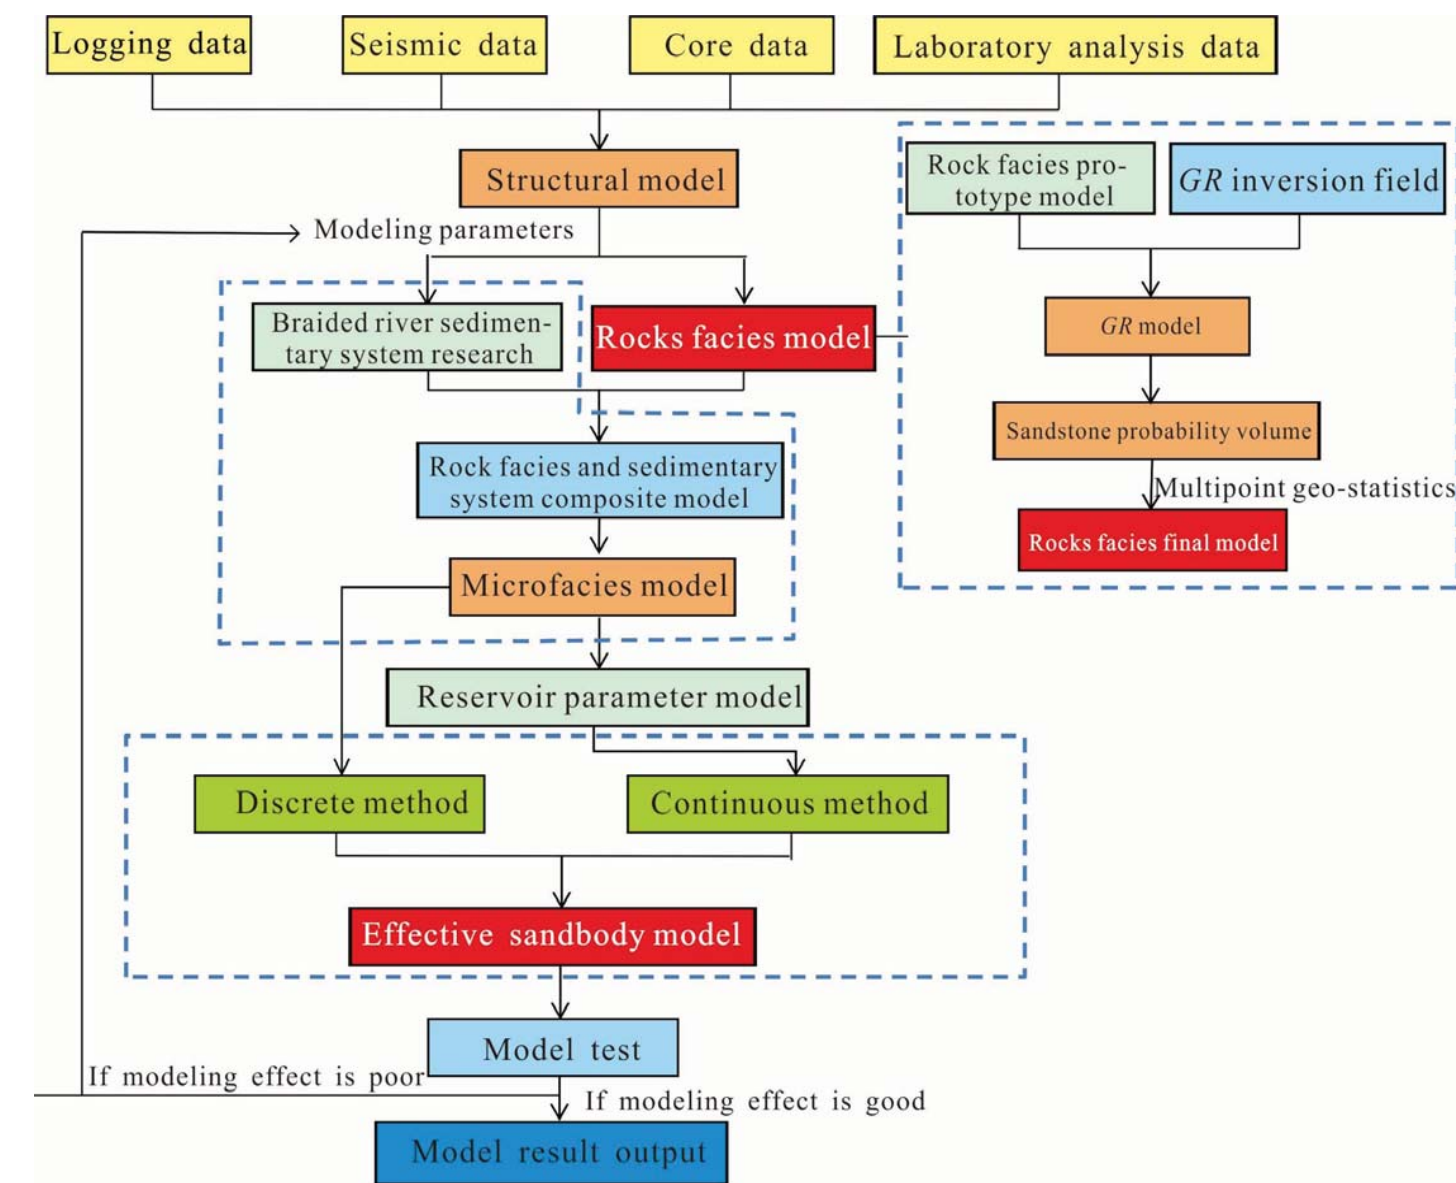 Logging data
Seismic data
Core data
Laboratory analysis data
Structural model
Modeling parameters
Braided river sedimen-
tary system research
Rocks facies model
Rock facies and sedimentary
system composite model
Microfacies model
Reservoir parameter model
Discrete method
Continuous method
Effective sandbody model
Model test
If modeling effect is poor
If modeling effect is good
Model result output
Rock facies pro-
totype model
GR inversion field
GR model
Sandstone probability volume
Multipoint geo-statistics
Rocks facies final model